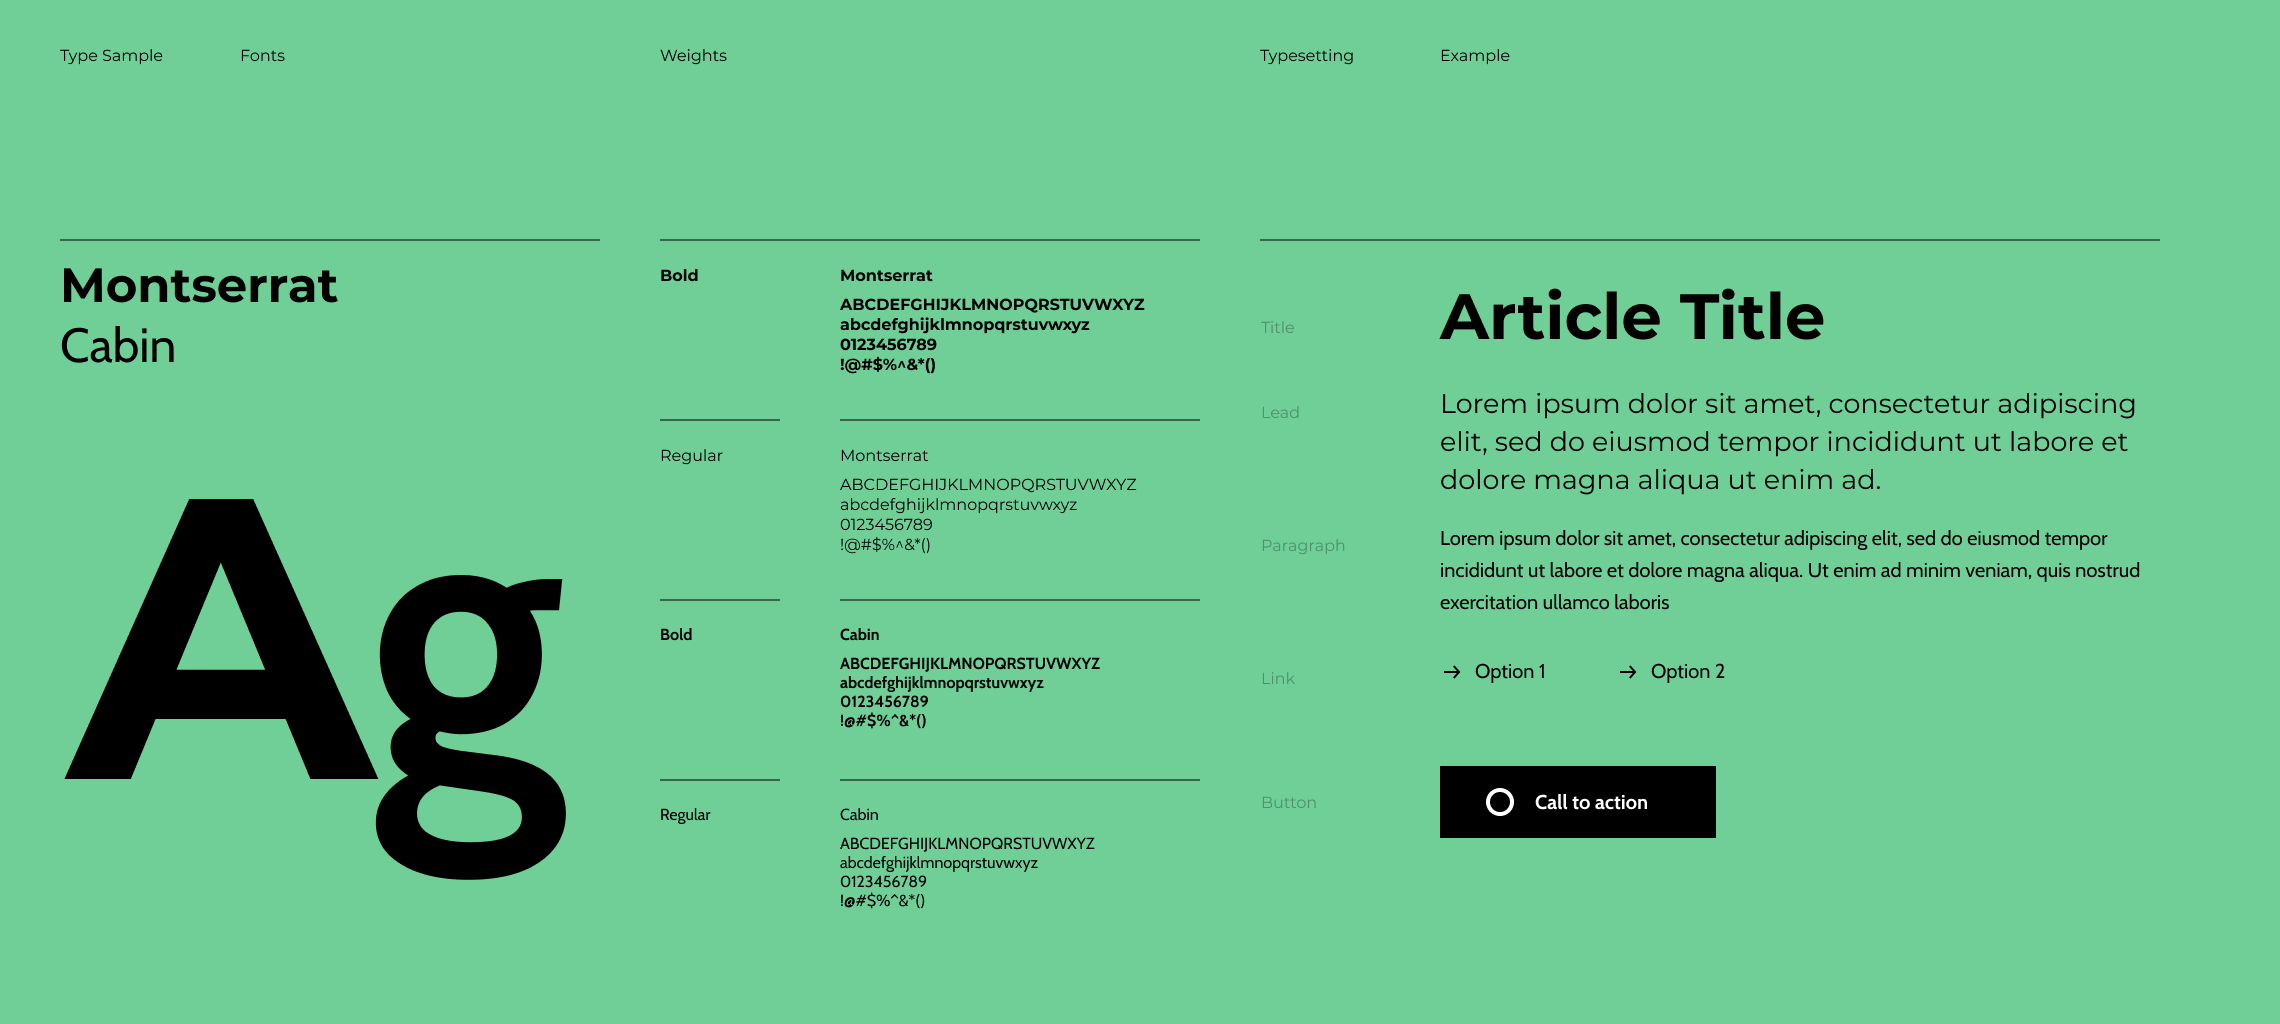 Type Sample
Fonts
Weights
Typesetting
Example
Montserrat
Cabin
Ag
Bold
Montserrat
ABCDEFGHIJKLMNOPQRSTUVWXYZ
abcdefghijklmnopqrstuvwxyz
0123456789
!@#$%^&*()
Regular
Montserrat
ABCDEFGHIJKLMNOPQRSTUVWXYZ
abcdefghijklmnopqrstuvwxyz
0123456789
!@#$%^&*()
Bold
Cabin
ABCDEFGHIJKLMNOPQRSTUVWXYZ
abcdefghijklmnopqrstuvwxyz
0123456789
!@#$%^&*()
Regular
Cabin
ABCDEFGHIJKLMNOPQRSTUVWXYZ
abcdefghijklmnopqrstuvwxyz
0123456789
!@#$%^&*()
Title
Article Title
Lead
Lorem ipsum dolor sit amet, consectetur adipiscing
elit, sed do eiusmod tempor incididunt ut labore et
dolore magna aliqua ut enim ad.
Paragraph
Lorem ipsum dolor sit amet, consectetur adipiscing elit, sed do eiusmod tempor
incididunt ut labore et dolore magna aliqua. Ut enim ad minim veniam, quis nostrud
exercitation ullamco laboris
Link
→ Option 1
→ Option 2
Button
Call to action